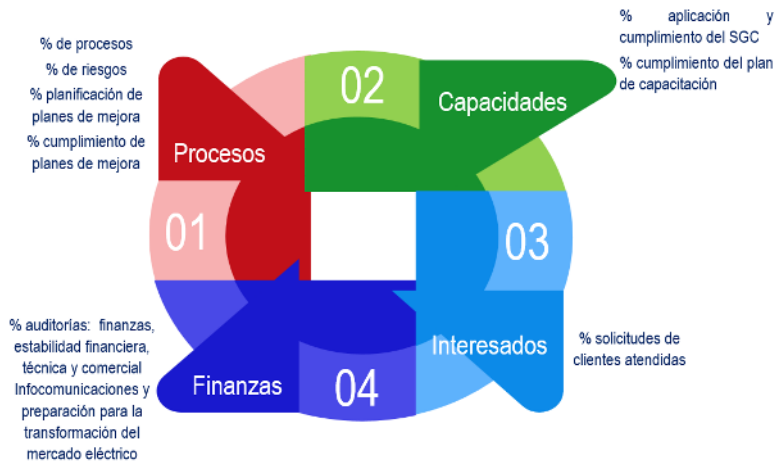 % de procesos
% de riesgos
% planificación de
planes de mejora
% cumplimiento de
planes de mejora
Procesos
01
02
Capacidades
% aplicación y
cumplimiento del SGC
% cumplimiento del plan
de capacitación
03
Interesados
% solicitudes de
clientes atendidas
04
Finanzas
% auditorías: finanzas,
estabilidad financiera,
técnica y comercial
Infocomunicaciones y
preparación para la
transformación del
mercado eléctrico